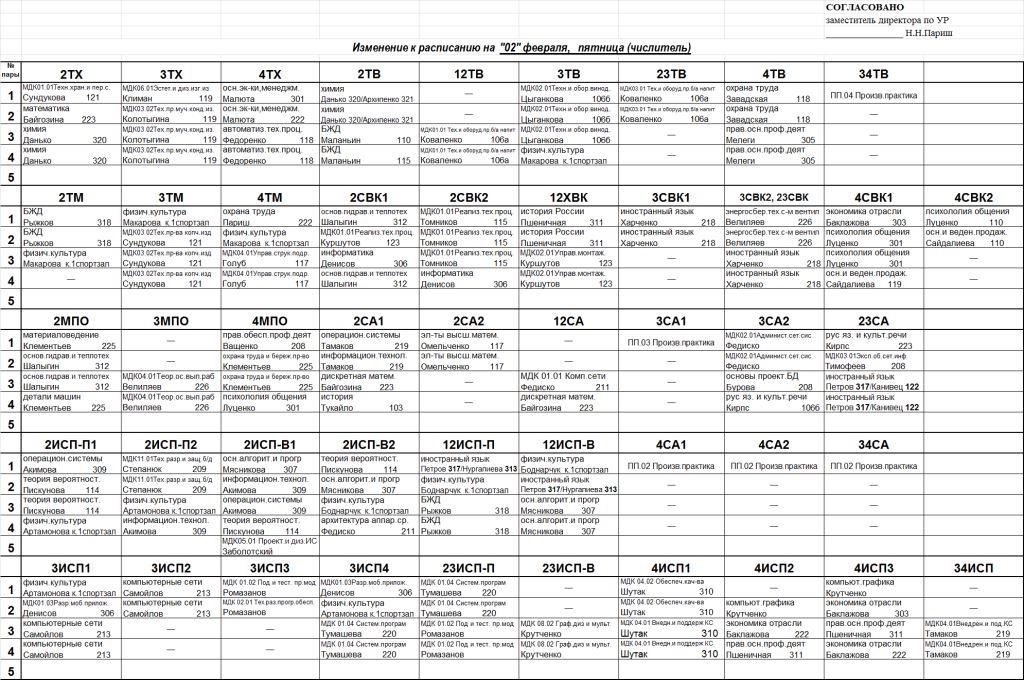 СОГЛАСОВАНО
заместитель директора по УР
Н.Н.Париш
Изменение к расписанию на "02" февраля, пятница (числитель)
№ пары 2ТХ 3ТХ 4ТХ 2ТВ 12ТВ 3ТВ 23ТВ 4ТВ 34ТВ
1 МДК01.01Техн.хран.и пер.с. МДК06.01Эстет.и диз.изг из осн.эк-ки,менеджм. химия — МДК02.01Техн.и обор.винод. МДК03.01 Тех.и оборуд.пр.б/а напит охрана труда ПП.04 Произв.практика
Сундукова 121 Климан 119 Малюта 301 Данько 320/Архипенко 321 Цыганкова 106б Коваленко 106а Завадская 118
2 математика МДК03.02Тех.пр.муч.конд.из. осн.эк-ки,менеджм. химия — МДК02.01Техн.и обор.винод. МДК03.01 Тех.и оборуд.пр.б/а напит охрана труда —
Байгозина 223 Колотыгина 119 Малюта 222 Данько 320/Архипенко 321 Цыганкова 106б Коваленко 106а Завадская 118
3 химия МДК03.02Тех.пр.муч.конд.из. автоматиз.тех.проц. БЖД МДК01.01 Тех.и оборуд.пр.б/а напит МДК02.01Техн.и обор.винод. — прав.осн.проф.деят —
Данько 320 Колотыгина 119 Федоренко 118 Маланьин 110 Коваленко 106а Цыганкова 106б Мелеги 305
4 химия МДК03.02Тех.пр.муч.конд.из. автоматиз.тех.проц. БЖД МДК01.01 Тех.и оборуд.пр.б/а напит физич.культура — прав.осн.проф.деят —
Данько 320 Колотыгина 119 Федоренко 118 Маланьин 115 Коваленко 106а Макарова к.1спортзал Мелеги 305
5
2ТМ 3ТМ 4ТМ 2СВК1 2СВК2 12ХВК 3СВК1 3СВК2, 23СВК 4СВК1 4СВК2
1 БЖД физич.культура охрана труда основ.гидрав.и теплотех МДК01.01Реализ.тех.проц. история России иностранный язык энергосбер.тех.с-м вентил экономика отрасли психология общения
Рыжков 318 Макарова к.1спортзал Париш 222 Шалыгин 312 Томников 115 Пшеничная 311 Харченко 218 Велиляев 226 Баклажова 303 Луценко 110
2 БЖД МДК03.02Тех.пр-ва копч.изд физич.культура МДК01.01Реализ.тех.проц. МДК01.01Реализ.тех.проц. история России иностранный язык энергосбер.тех.с-м вентил психология общения осн.и веден.продаж.
Рыжков 318 Сундукова 121 Макарова к.1спортзал Куршутов 123 Томников 115 Пшеничная 311 Харченко 218 Велиляев 226 Луценко 301 Сайдалиева 110
3 физич.культура МДК03.02Тех.пр-ва копч.изд МДК04.01Управ.струк.подр. информатика МДК01.01Реализ.тех.проц. МДК02.01Управ.монтаж. — иностранный язык психология общения
Макарова к.1спортзал Сундукова 121 Голуб 117 Денисов 306 Томников 115 Куршутов 123 Харченко 218 Луценко 301
4 — МДК03.02Тех.пр-ва копч.изд МДК04.01Управ.струк.подр. основ.гидрав.и теплотех информатика МДК02.01Управ.монтаж. — иностранный язык осн.и веден.продаж.
Сундукова 121 Голуб 117 Шалыгин 312 Денисов 306 Куршутов 123 Харченко 218 Сайдалиева 119
5
2МПО 3МПО 4МПО 2СА1 2СА2 12СА 3СА1 3СА2 23СА
1 материаловедение — прав.обесп.проф.деят операцион.системы эл-ты высш.матем. — ПП.03 Произв.практика МДК02.01Админист.сет.сис рус яз. и культ.речи
Клементьев 225 Ващенко 208 Тамаков 219 Омельченко 117 Федиско Кирпс 223
2 основ.гидрав.и теплотех — охрана труда и береж.пр-во информацион.технол. эл-ты высш.матем. — — МДК02.01Админист.сет.сис МДК03.01Экспл.об.сет.инф
Шалыгин 312 Клементьев 225 Тамаков 219 Омельченко 117 Федиско Тимофеев 208
3 основ.гидрав.и теплотех МДК04.01Теор.ос.вып.раб охрана труда и береж.пр-во дискретная матем. — МДК 01.01 Комп.сети — основы проект.БД иностранный язык
Шалыгин 312 Велиляев 226 Клементьев 225 Байгозина 223 Федиско 211 Бурова 208 Петров 317/Канивец 122
4 детали машин МДК04.01Теор.ос.вып.раб психология общения история — дискретная матем. — рус яз. и культ.речи иностранный язык
Клементьев 225 Велиляев 226 Луценко 301 Тукайло 103 Байгозина 223 Кирпс 106б Петров 317/Канивец 122
5
2ИСП-П1 2ИСП-П2 2ИСП-В1 2ИСП-В2 12ИСП-П 12ИСП-В 4СА1 4СА2 34СА
1 операцион.системы МДК11.01Тех.разр.и защ.б/д осн.алгорит.и прогр теория вероятност. иностранный язык физич.культура ПП.02 Произв.практика ПП.02 Произв.практика ПП.02 Произв.практика
Акимова 309 Степанюк 209 Мясникова 307 Пискунова 114 Петров 317/Нургалиева 313 Боднарчук к.1спортзал
2 теория вероятност. МДК11.01Тех.разр.и защ.б/д информацион.технол. осн.алгорит.и прогр физич.культура иностранный язык — — —
Пискунова 114 Степанюк 209 Акимова 309 Мясникова 307 Боднарчук к.1спортзал Петров 317/Нургалиева 313
3 теория вероятност. физич.культура операцион.системы физич.культура БЖД осн.алгорит.и прогр — — —
Пискунова 114 Артамонова к.1спортзал Акимова 309 Боднарчук к.1спортзал Рыжков 318 Мясникова 307
4 физич.культура информацион.технол. теория вероятност. архитектура аппар.ср. БЖД осн.алгорит.и прогр — — —
Артамонова к.1спортзал Акимова 309 Пискунова 114 Федиско 211 Рыжков 318 Мясникова 307
5 МДК05.01 Проект.и диз.ИС
Заболотский
3ИСП1 3ИСП2 3ИСП3 3ИСП4 23ИСП-П 23ИСП-В 4ИСП1 4ИСП2 4ИСП3 34ИСП
1 физич.культура компьютерные сети МДК 01.02 Под и тест. пр.мод МДК01.03Разр.моб.прилож. МДК 01.04 Систем.програм — МДК 04.02 Обеспеч.кач-ва — компьют.графика —
Артамонова к.1спортзал Самойлов 213 Ромазанов Денисов 306 Тумашева 220 Шутак 310 Крутченко
2 МДК01.03Разр.моб.прилож. компьютерные сети МДК 02.01 Тех.раз.прогр.обесп. физич.культура МДК 01.04 Систем.програм — МДК 04.02 Обеспеч.кач-ва компьют.графика экономика отрасли —
Денисов 306 Самойлов 213 Ромазанов Артамонова к.1спортзал Тумашева 220 Шутак 310 Крутченко Баклажова 303
3 компьютерные сети — — МДК 01.04 Систем.програм МДК 01.02 Под и тест. пр.мод МДК 08.02 Граф.диз и мульт. МДК 04.01 Внедн.и поддерж КС экономика отрасли прав.осн.проф.деят МДК04.01Внедрен.и под.КС
Самойлов 213 Тумашева 220 Ромазанов Крутченко Шутак 310 Баклажова 222 Пшеничная 311 Тамаков 219
4 компьютерные сети — — МДК 01.04 Систем.програм МДК 01.02 Под и тест. пр.мод МДК 08.02 Граф.диз и мульт. МДК 04.01 Внедн.и поддерж КС прав.осн.проф.деят экономика отрасли МДК04.01Внедрен.и под.КС
Самойлов 213 Тумашева 220 Ромазанов Крутченко Шутак 310 Пшеничная 311 Баклажова 222 Тамаков 219
5